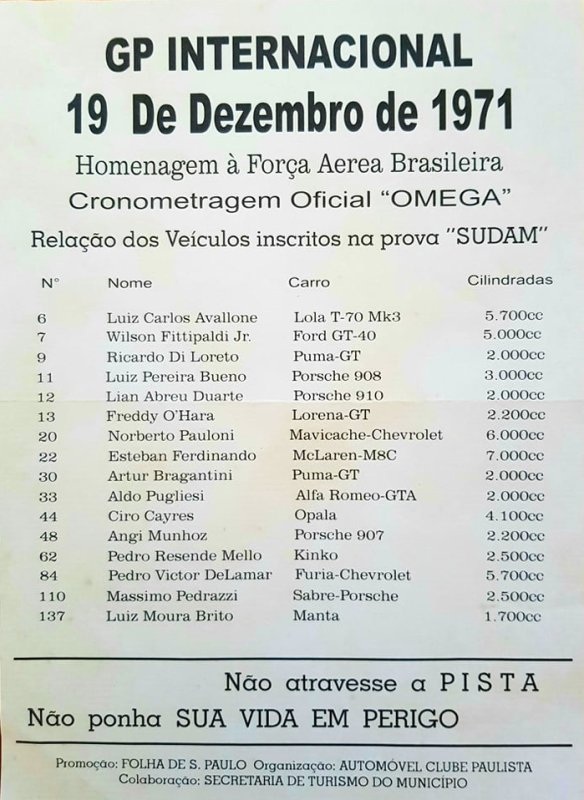 GP INTERNACIONAL
19 De Dezembro de 1971
Homenagem à Força Aerea Brasileira
Cronometragem Oficial “OMEGA”
Relação dos Veículos inscritos na prova "SUDAM"
N° Nome Carro Cilindradas
6 Luiz Carlos Avallone Lola T-70 Mk3 5.700cc
7 Wilson Fittipaldi Jr. Ford GT-40 5.000cc
9 Ricardo Di Loreto Puma-GT 2.000cc
11 Luiz Pereira Bueno Porsche 908 3.000cc
12 Lian Abreu Duarte Porsche 910 2.000cc
13 Freddy O'Hara Lorena-GT 2.200cc
20 Norberto Pauloni Mavicache-Chevrolet 6.000cc
22 Esteban Ferdinando McLaren-M8C 7.000cc
30 Artur Bragantini Puma-GT 2.000cc
33 Aldo Pugliesi Alfa Romeo-GTA 2.000cc
44 Ciro Cayres Opala 4.100cc
48 Angi Munhoz Porsche 907 2.200cc
62 Pedro Resende Mello Kinko 2.500cc
84 Pedro Victor DeLamar Furia-Chevrolet 5.700cc
110 Massimo Pedrazzi Sabre-Porsche 2.500cc
137 Luiz Moura Brito Manta 1.700cc
Não atravesse a PISTA
Não ponha SUA VIDA EM PERIGO
Promoção: FOLHA DE S. PAULO Organização: AUTOMÓVEL CLUBE PAULISTA
Colaboração: SECRETARIA DE TURISMO DO MUNICÍPIO